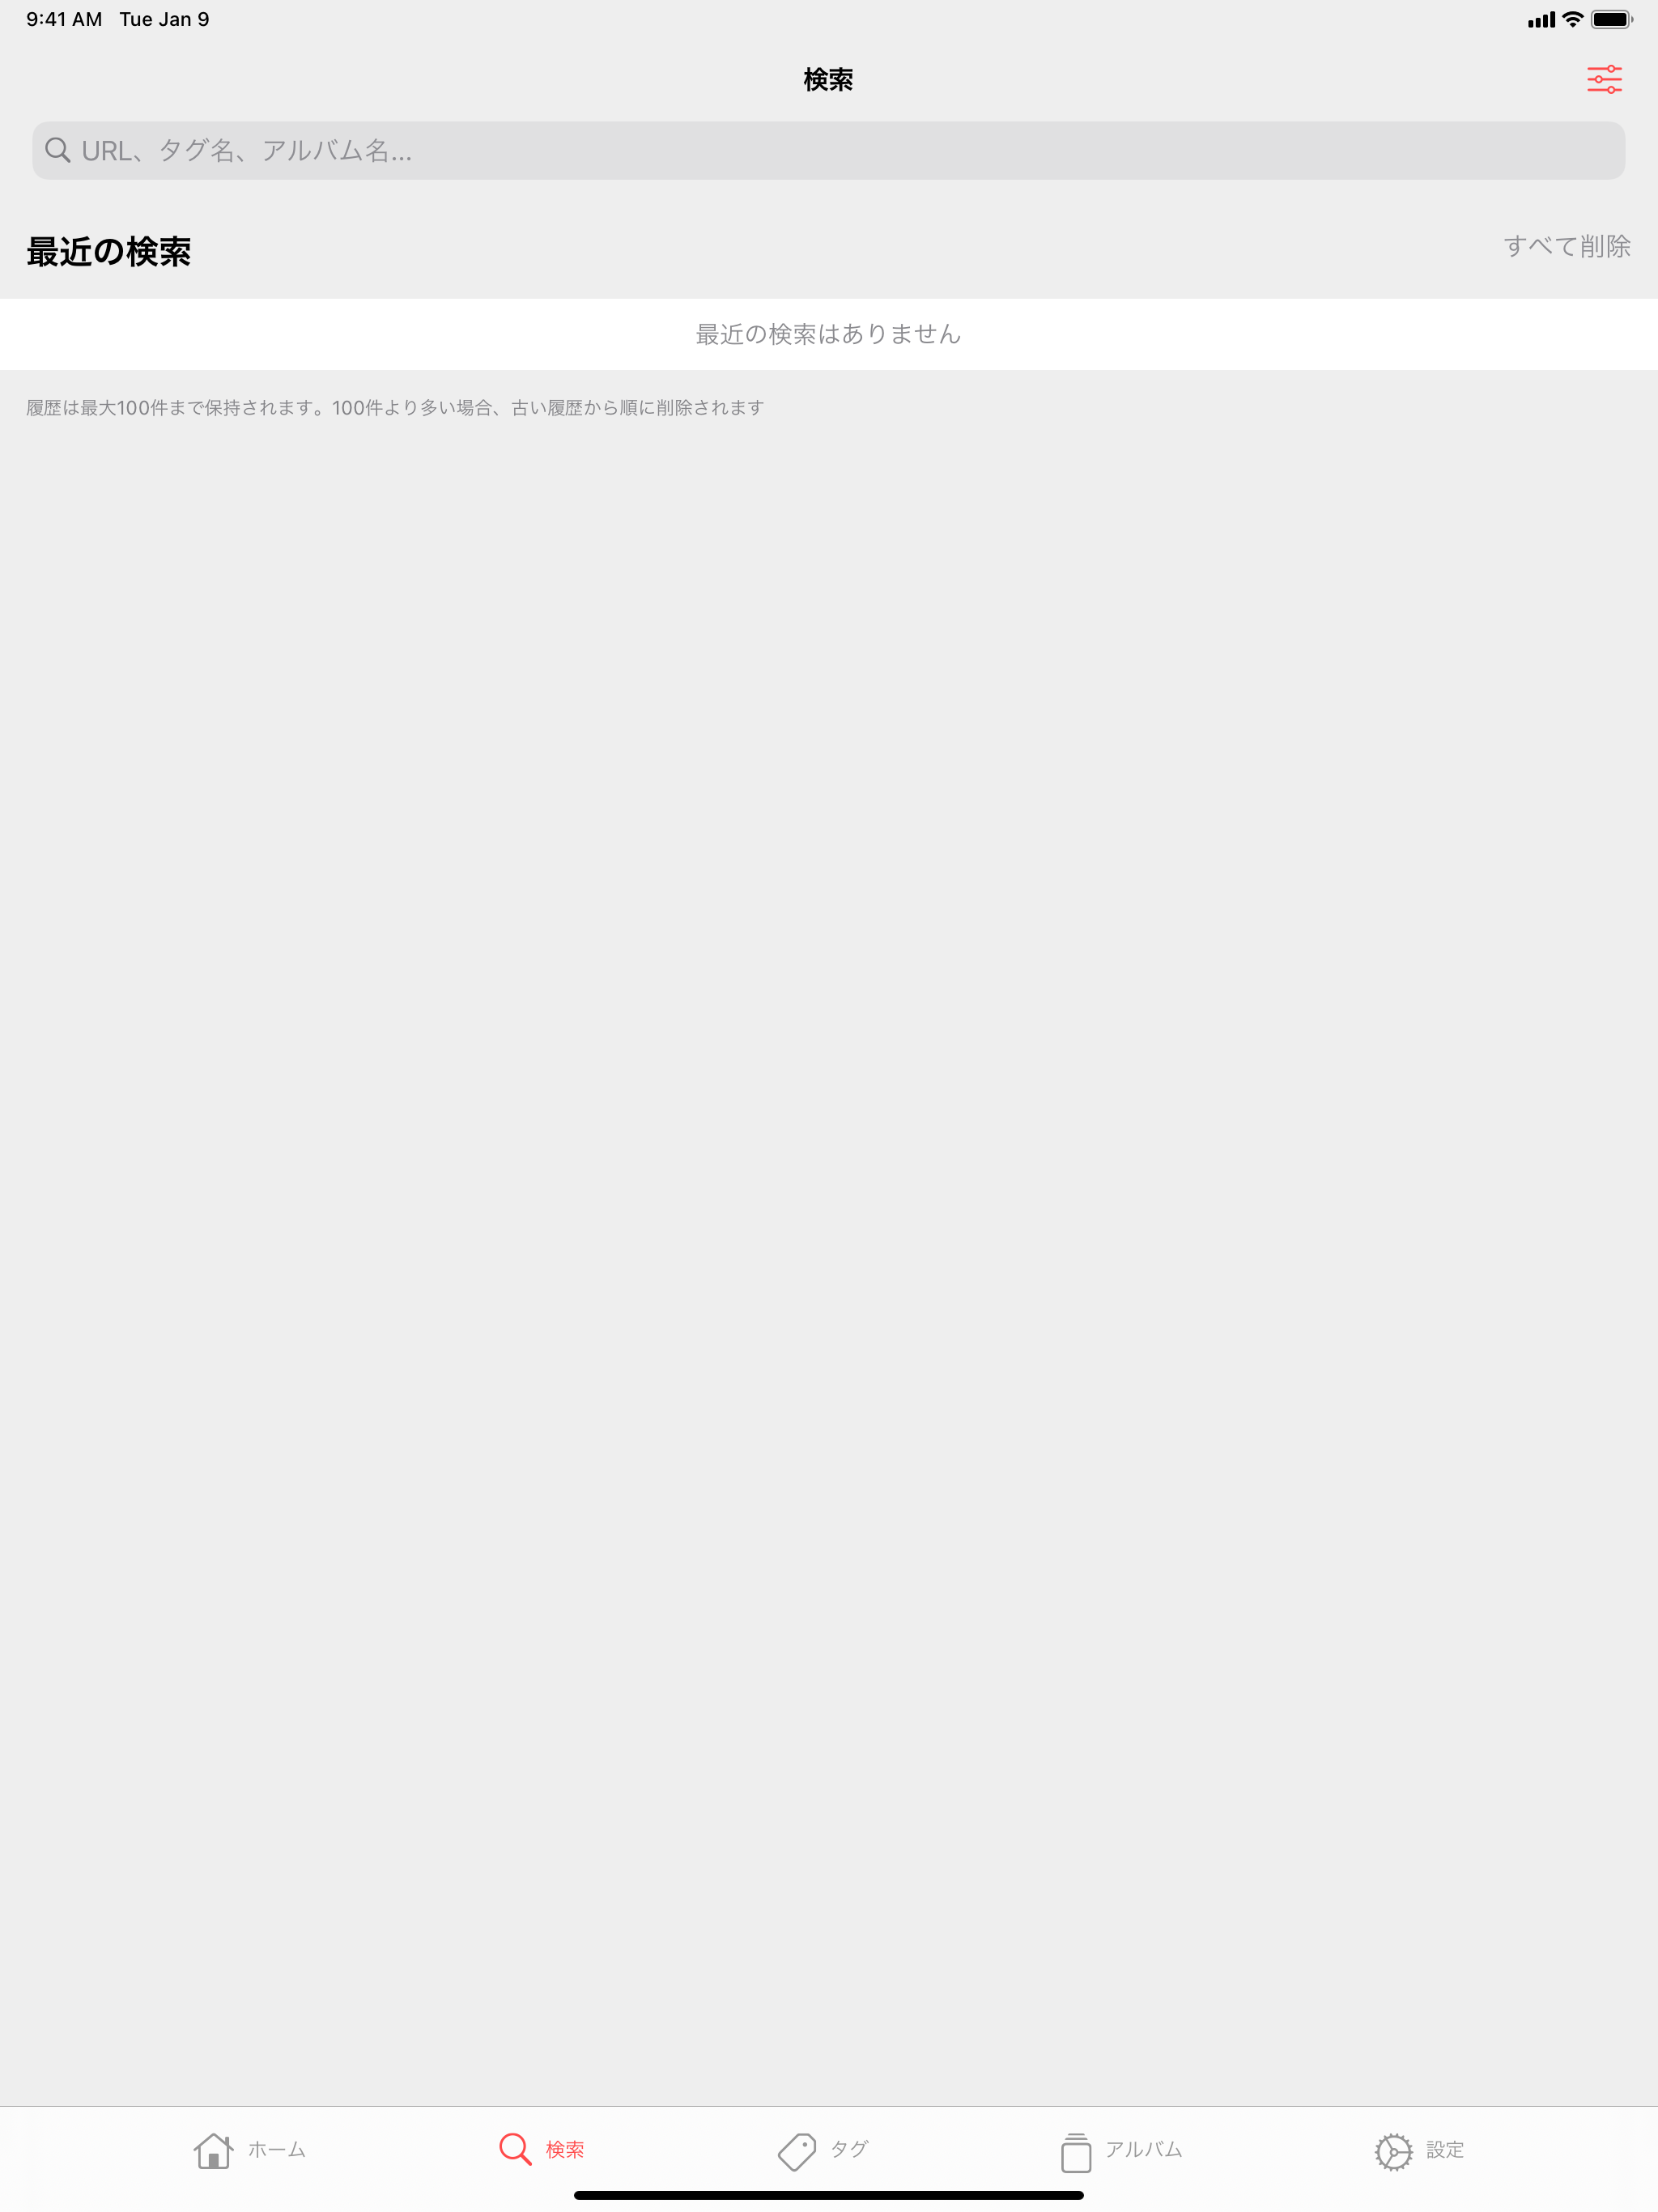 9:41 AM Tue Jan 9
検索
URL、タグ名、アルバム名...
最近の検索
すべて削除
最近の検索はありません
履歴は最大100件まで保持されます。100件より多い場合、古い履歴から順に削除されます
ホーム
検索
タグ
アルバム
設定